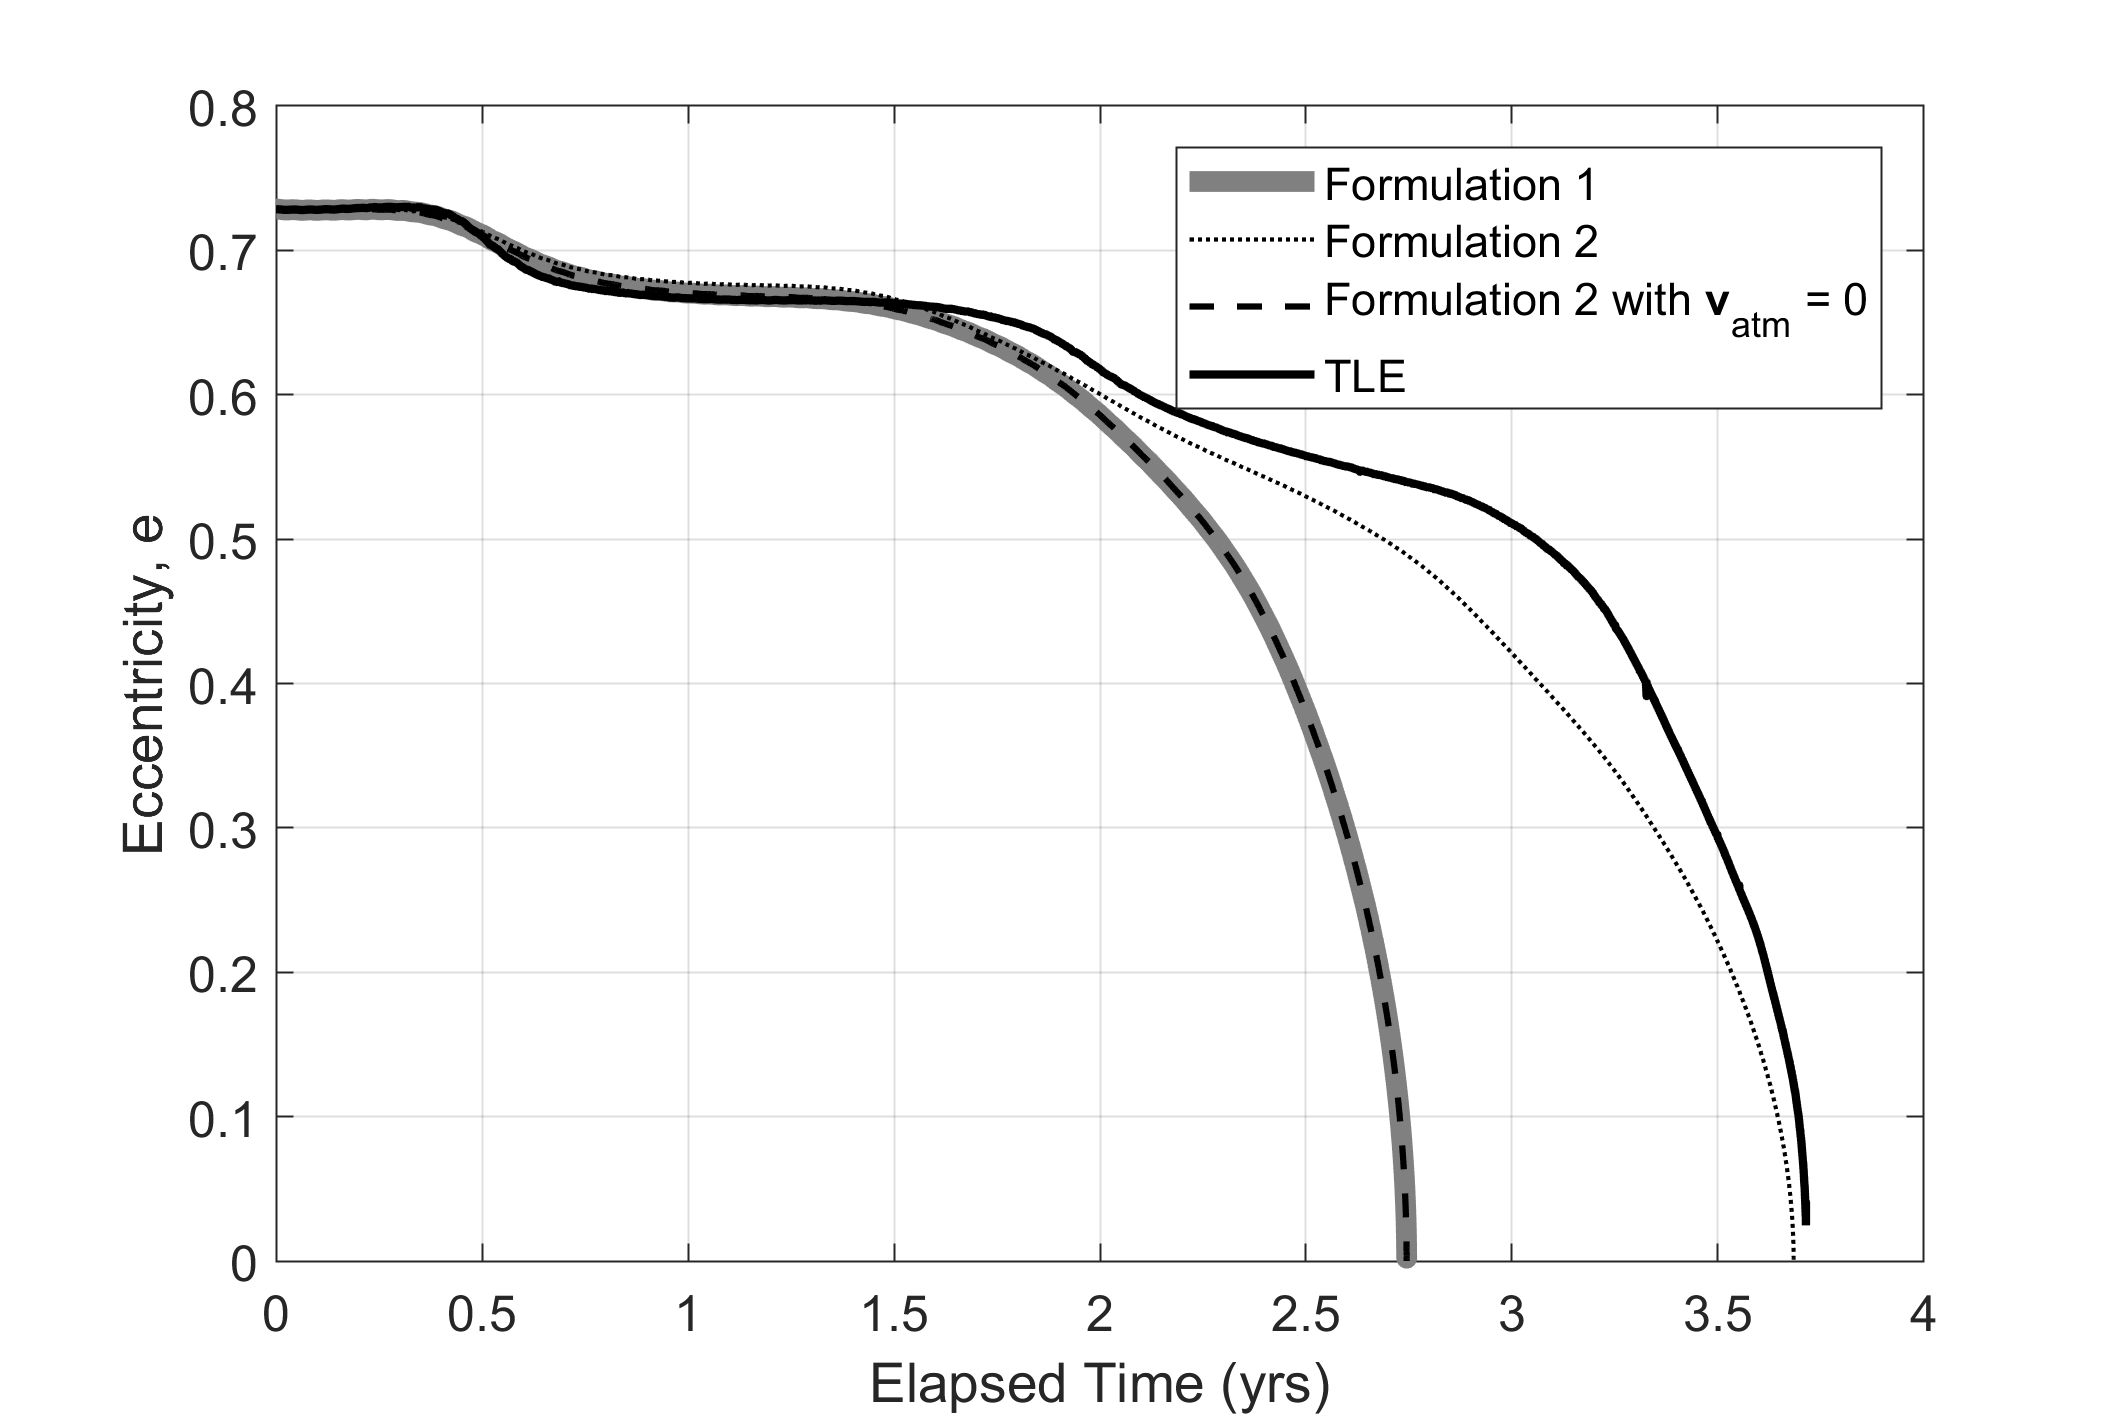 0.8
0.7
0.6
0.5
0.4
0.3
0.2
0.1
0
Eccentricity, e
Formulation 1
Formulation 2
Formulation 2 with v_atm = 0
TLE
0 0.5 1 1.5 2 2.5 3 3.5 4
Elapsed Time (yrs)